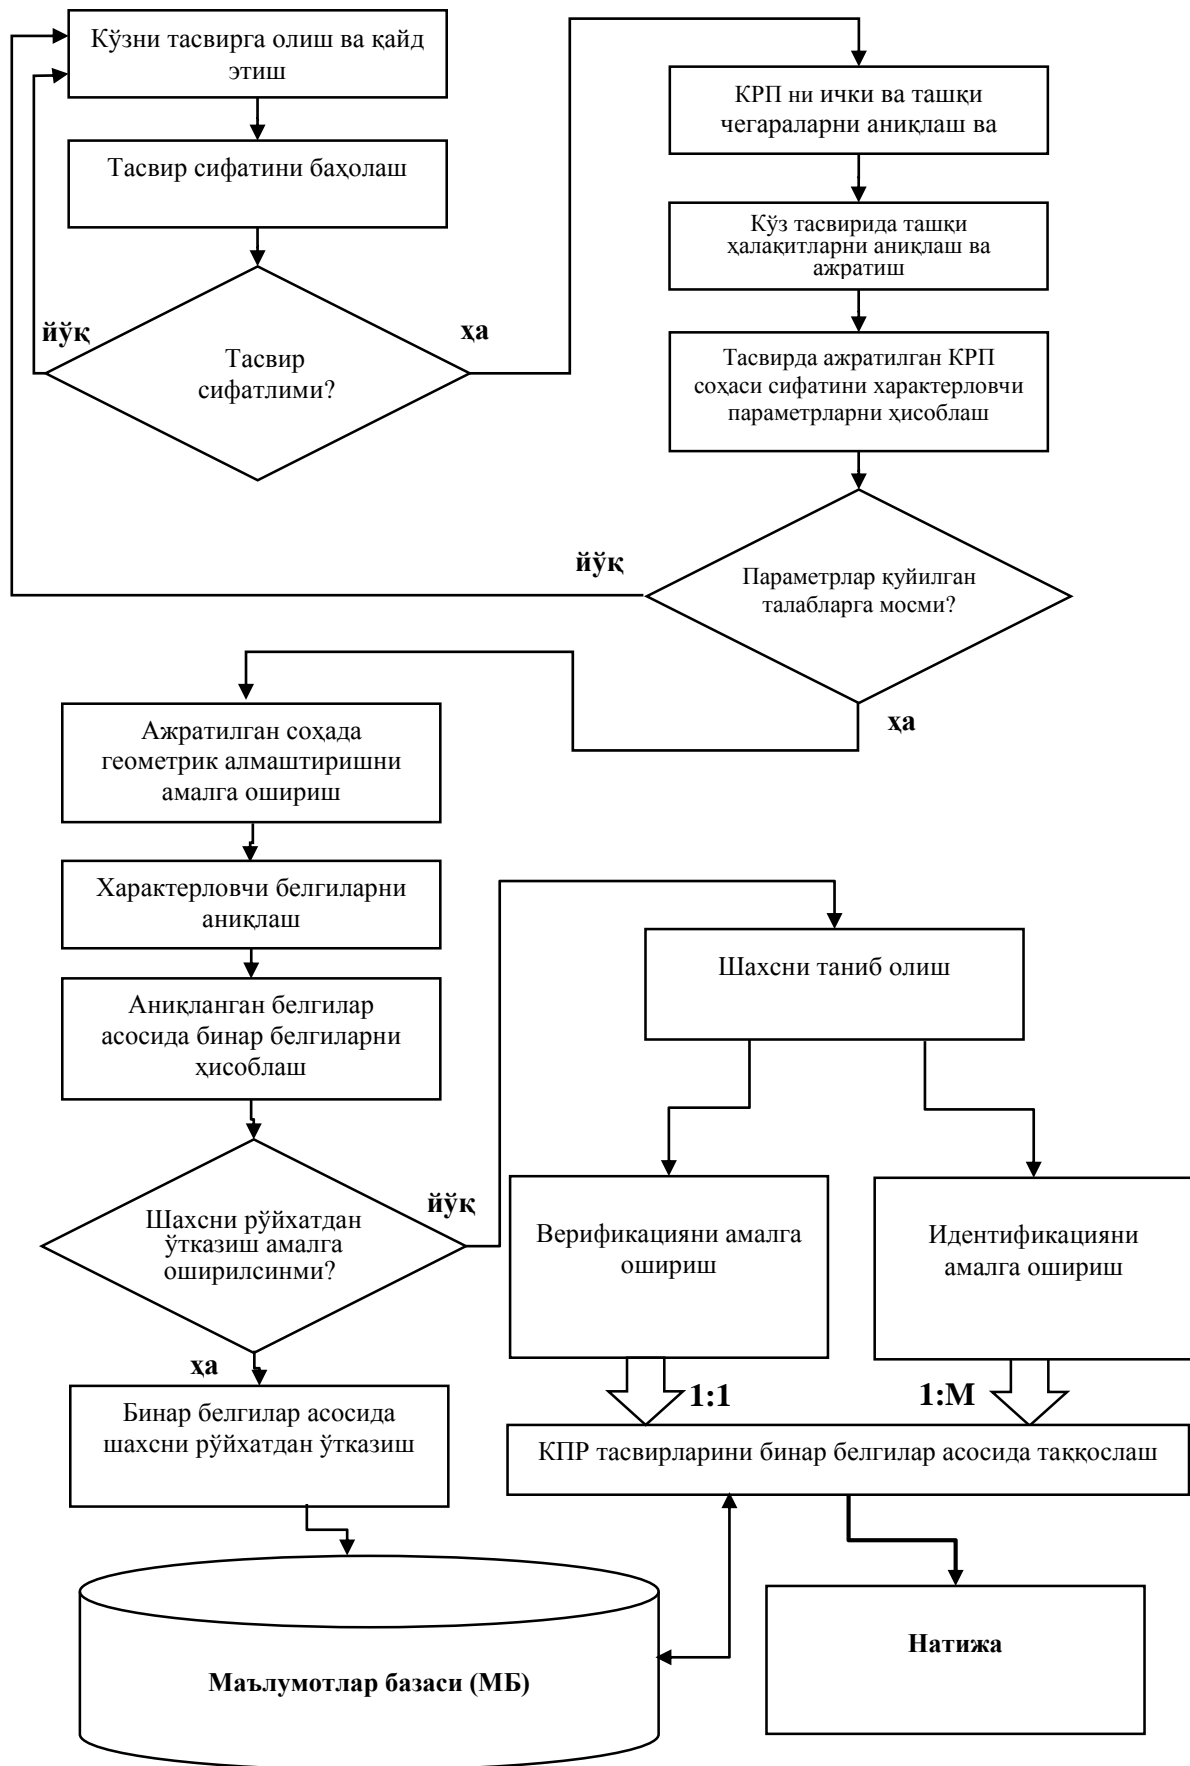 Кўзни тасвирга олиш ва қайд
этиш
Тасвир сифатини баҳолаш
йўқ
ҳа
Тасвир
сифатлими?
КРП ни ички ва ташқи
чегараларни аниқлаш ва
Кўз тасвирида ташқи
ҳалақитларни аниқлаш ва
ажратиш
Тасвирда ажратилган КРП
соҳаси сифатини характерловчи
параметрларни ҳисоблаш
йўқ
Параметрлар қуйилган
талабларга мосми?
ҳа
Ажратилган соҳада
геометрик алмаштиришни
амалга ошириш
Характерловчи белгиларни
аниқлаш
Аниқланган белгилар
асосида бинар белгиларни
ҳисоблаш
йўқ
Шахсни рўйхатдан
ўтказиш амалга
оширилсинми?
ҳа
Бинар белгилар асосида
шахсни рўйхатдан ўтказиш
Шахсни таниб олиш
Верификацияни амалга
ошириш
Идентификацияни
амалга ошириш
1:1
1:М
КПР тасвирларини бинар белгилар асосида таққослаш
Маълумотлар базаси (МБ)
Натижа